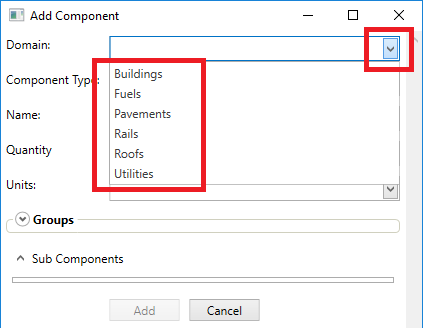 Add Component
Domain:
Buildings
Component Type:
Fuels
Name:
Pavements
Rails
Quantity
Roofs
Utilities
Units:
Groups
Sub Components
Add Cancel